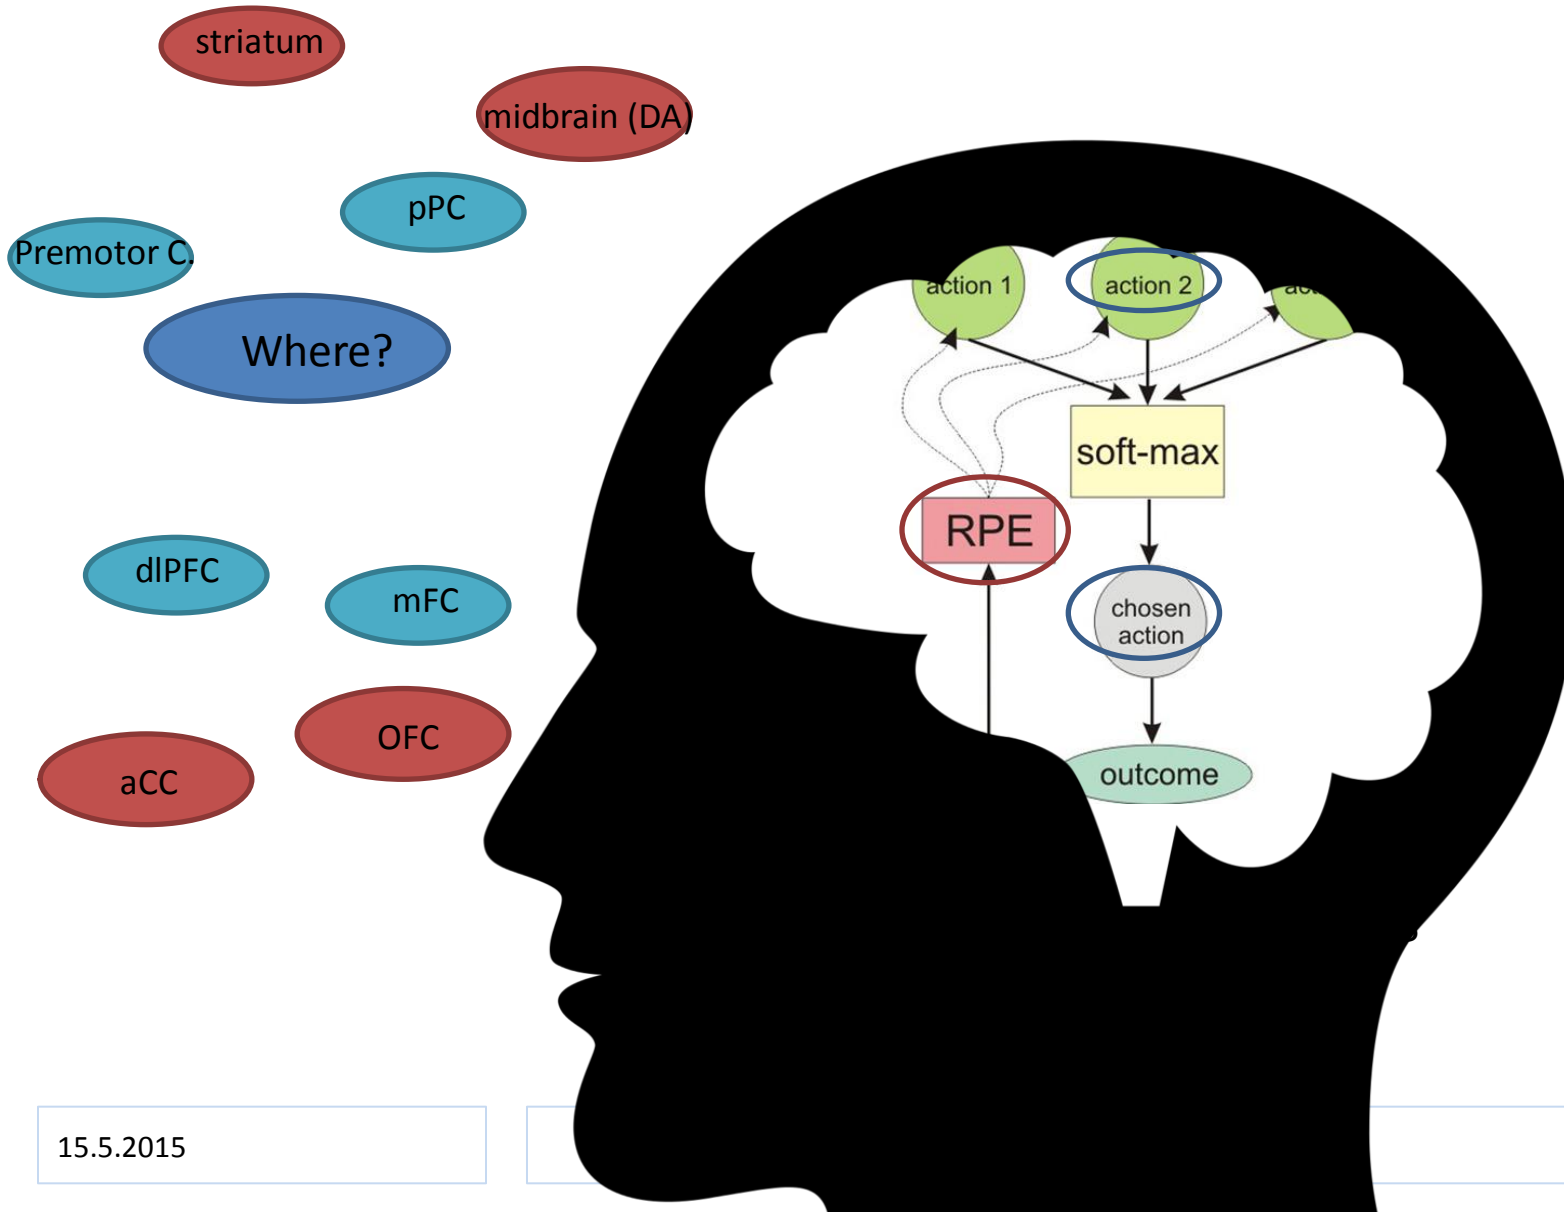 striatum
midbrain (DA)
pPC
Premotor C.
Where?
action 1
action 2
soft-max
RPE
dlPFC
mFC
chosen
action
OFC
aCC
outcome
15.5.2015